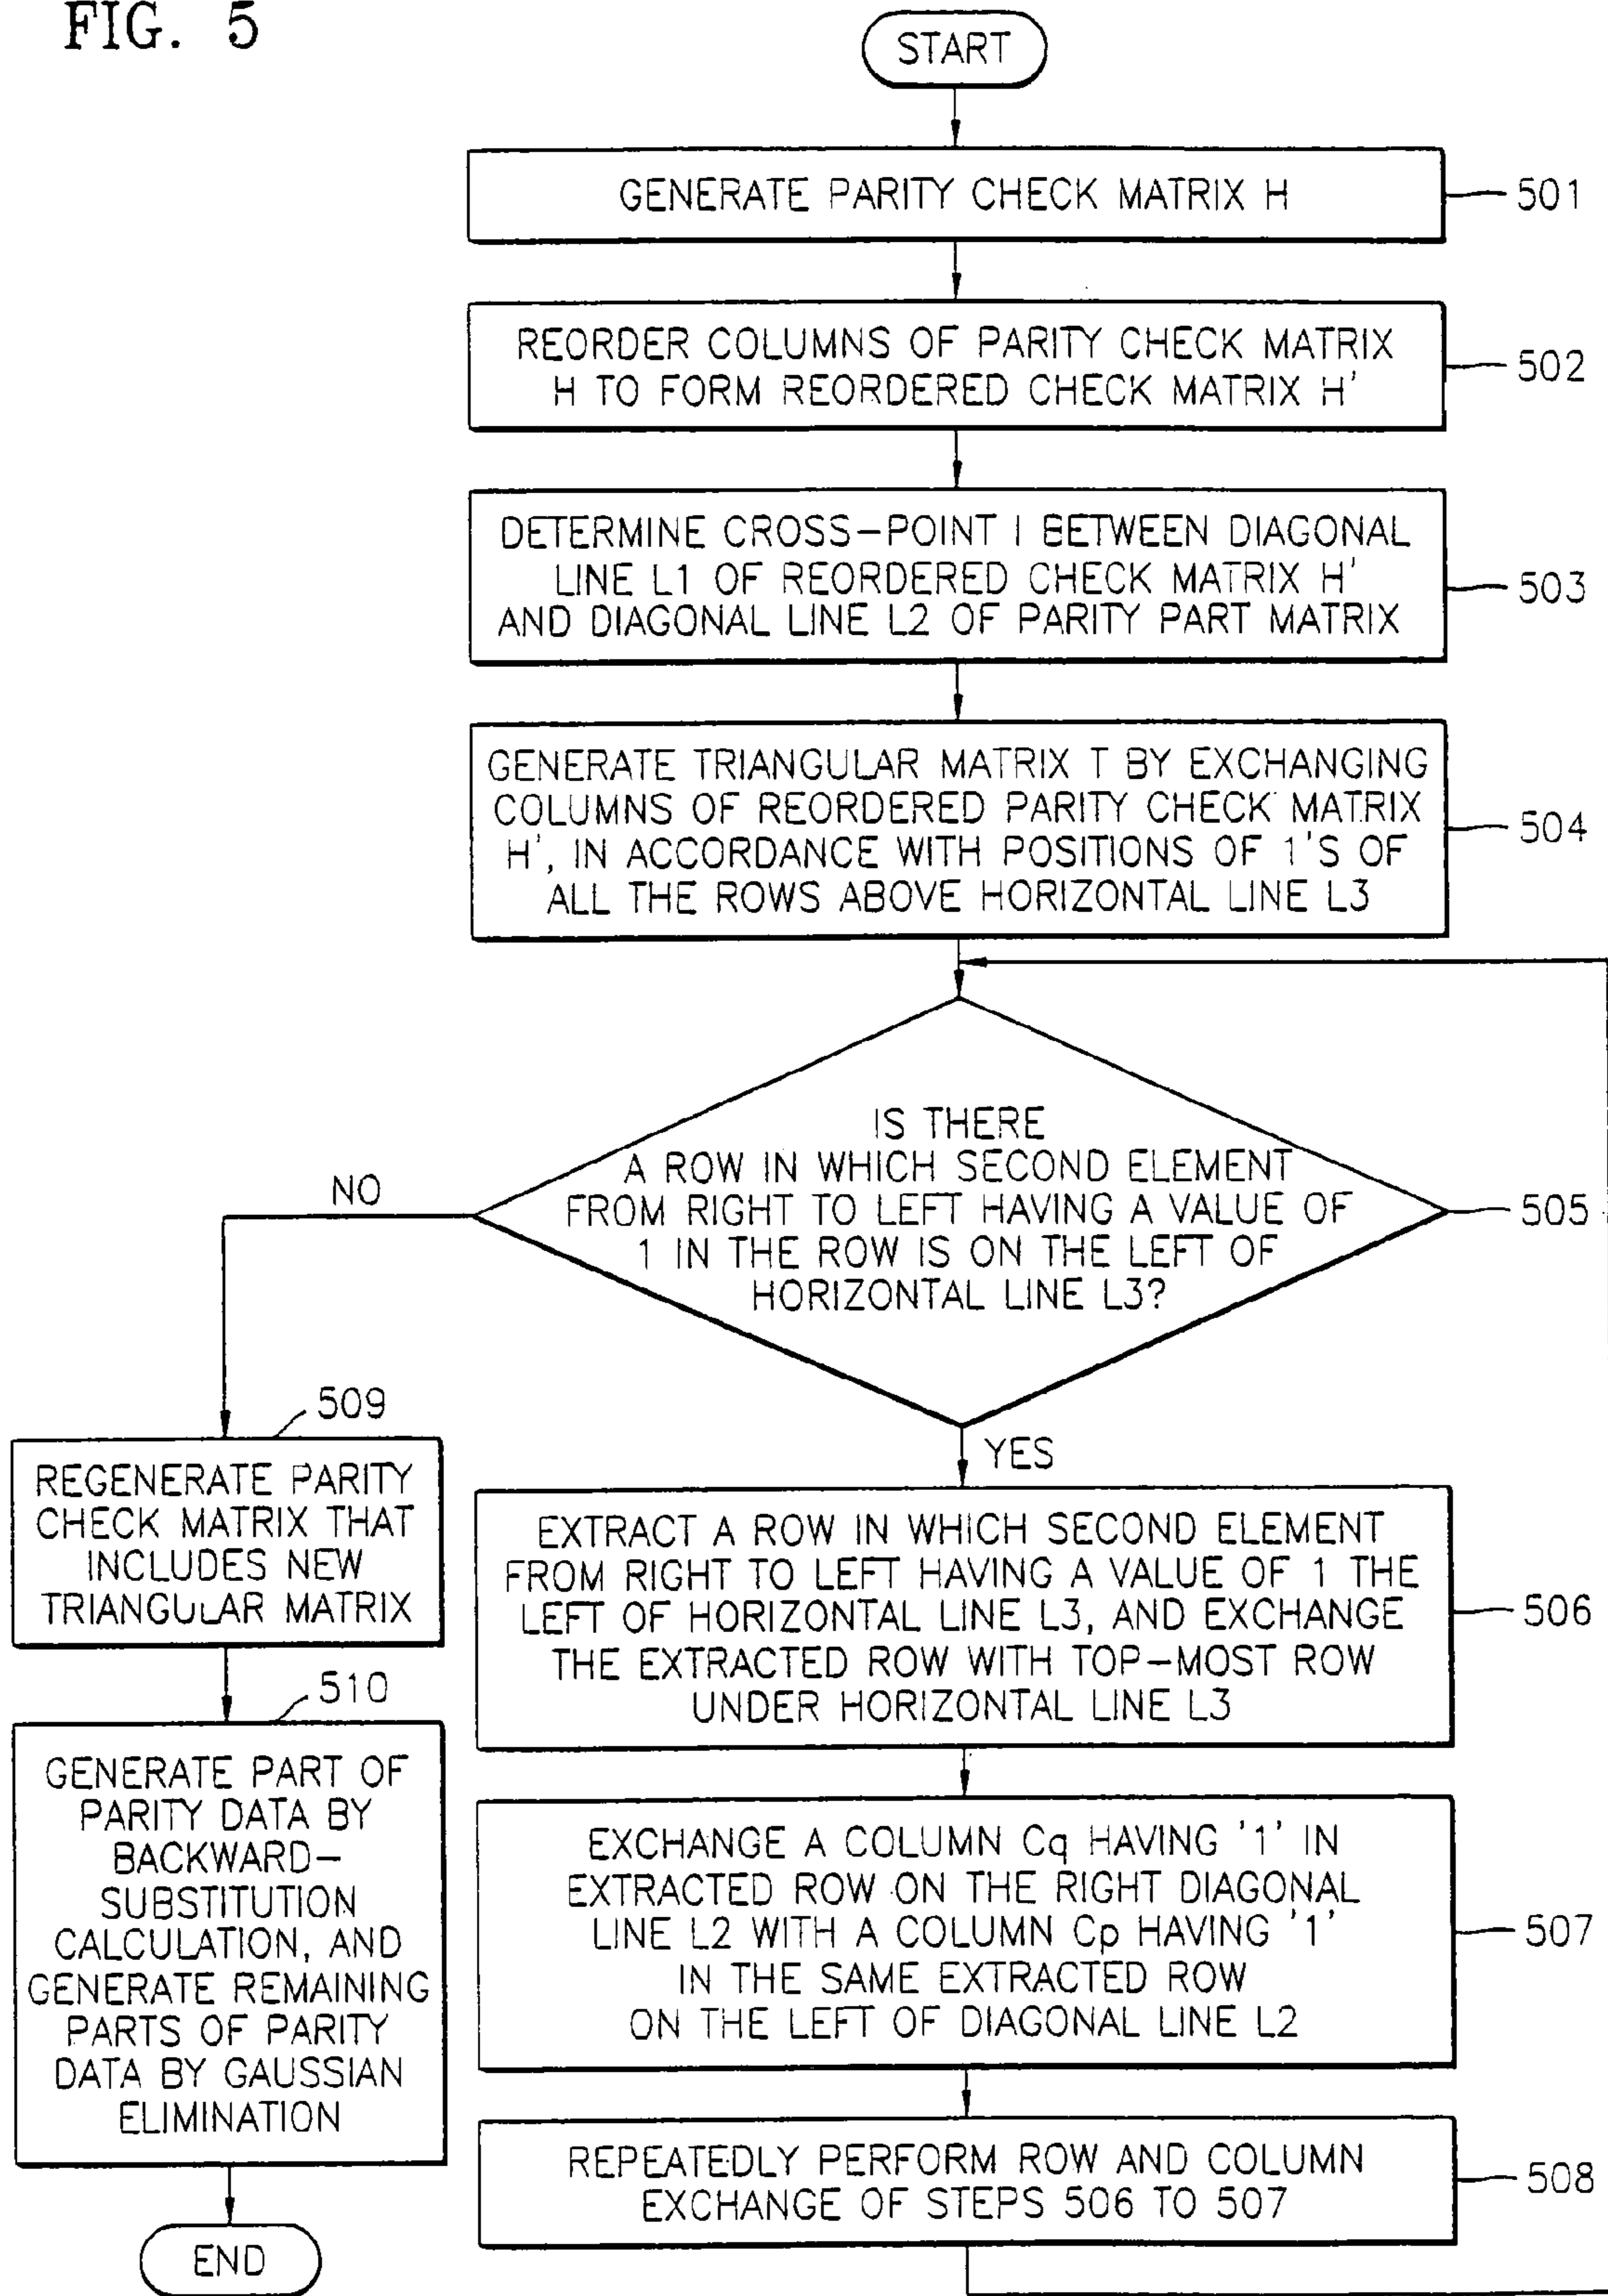 FIG. 5
START
GENERATE PARITY CHECK MATRIX H
501
REORDER COLUMNS OF PARITY CHECK MATRIX
H TO FORM REORDERED CHECK MATRIX H'
502
DETERMINE CROSS-POINT I BETWEEN DIAGONAL
LINE L1 OF REORDERED CHECK MATRIX H'
AND DIAGONAL LINE L2 OF PARITY PART MATRIX
503
GENERATE TRIANGULAR MATRIX T BY EXCHANGING
COLUMNS OF REORDERED PARITY CHECK MATRIX
H', IN ACCORDANCE WITH POSITIONS OF 1'S OF
ALL THE ROWS ABOVE HORIZONTAL LINE L3
504
IS THERE
A ROW IN WHICH SECOND ELEMENT
FROM RIGHT TO LEFT HAVING A VALUE OF
1 IN THE ROW IS ON THE LEFT OF
HORIZONTAL LINE L3?
505
NO
YES
509
REGENERATE PARITY
CHECK MATRIX THAT
INCLUDES NEW
TRIANGULAR MATRIX
510
GENERATE PART OF
PARITY DATA BY
BACKWARD-
SUBSTITUTION
CALCULATION, AND
GENERATE REMAINING
PARTS OF PARITY
DATA BY GAUSSIAN
ELIMINATION
END
EXTRACT A ROW IN WHICH SECOND ELEMENT
FROM RIGHT TO LEFT HAVING A VALUE OF 1 THE
LEFT OF HORIZONTAL LINE L3, AND EXCHANGE
THE EXTRACTED ROW WITH TOP-MOST ROW
UNDER HORIZONTAL LINE L3
506
EXCHANGE A COLUMN Cq HAVING '1' IN
EXTRACTED ROW ON THE RIGHT DIAGONAL
LINE L2 WITH A COLUMN Cp HAVING '1'
IN THE SAME EXTRACTED ROW
ON THE LEFT OF DIAGONAL LINE L2
507
REPEATEDLY PERFORM ROW AND COLUMN
EXCHANGE OF STEPS 506 TO 507
508